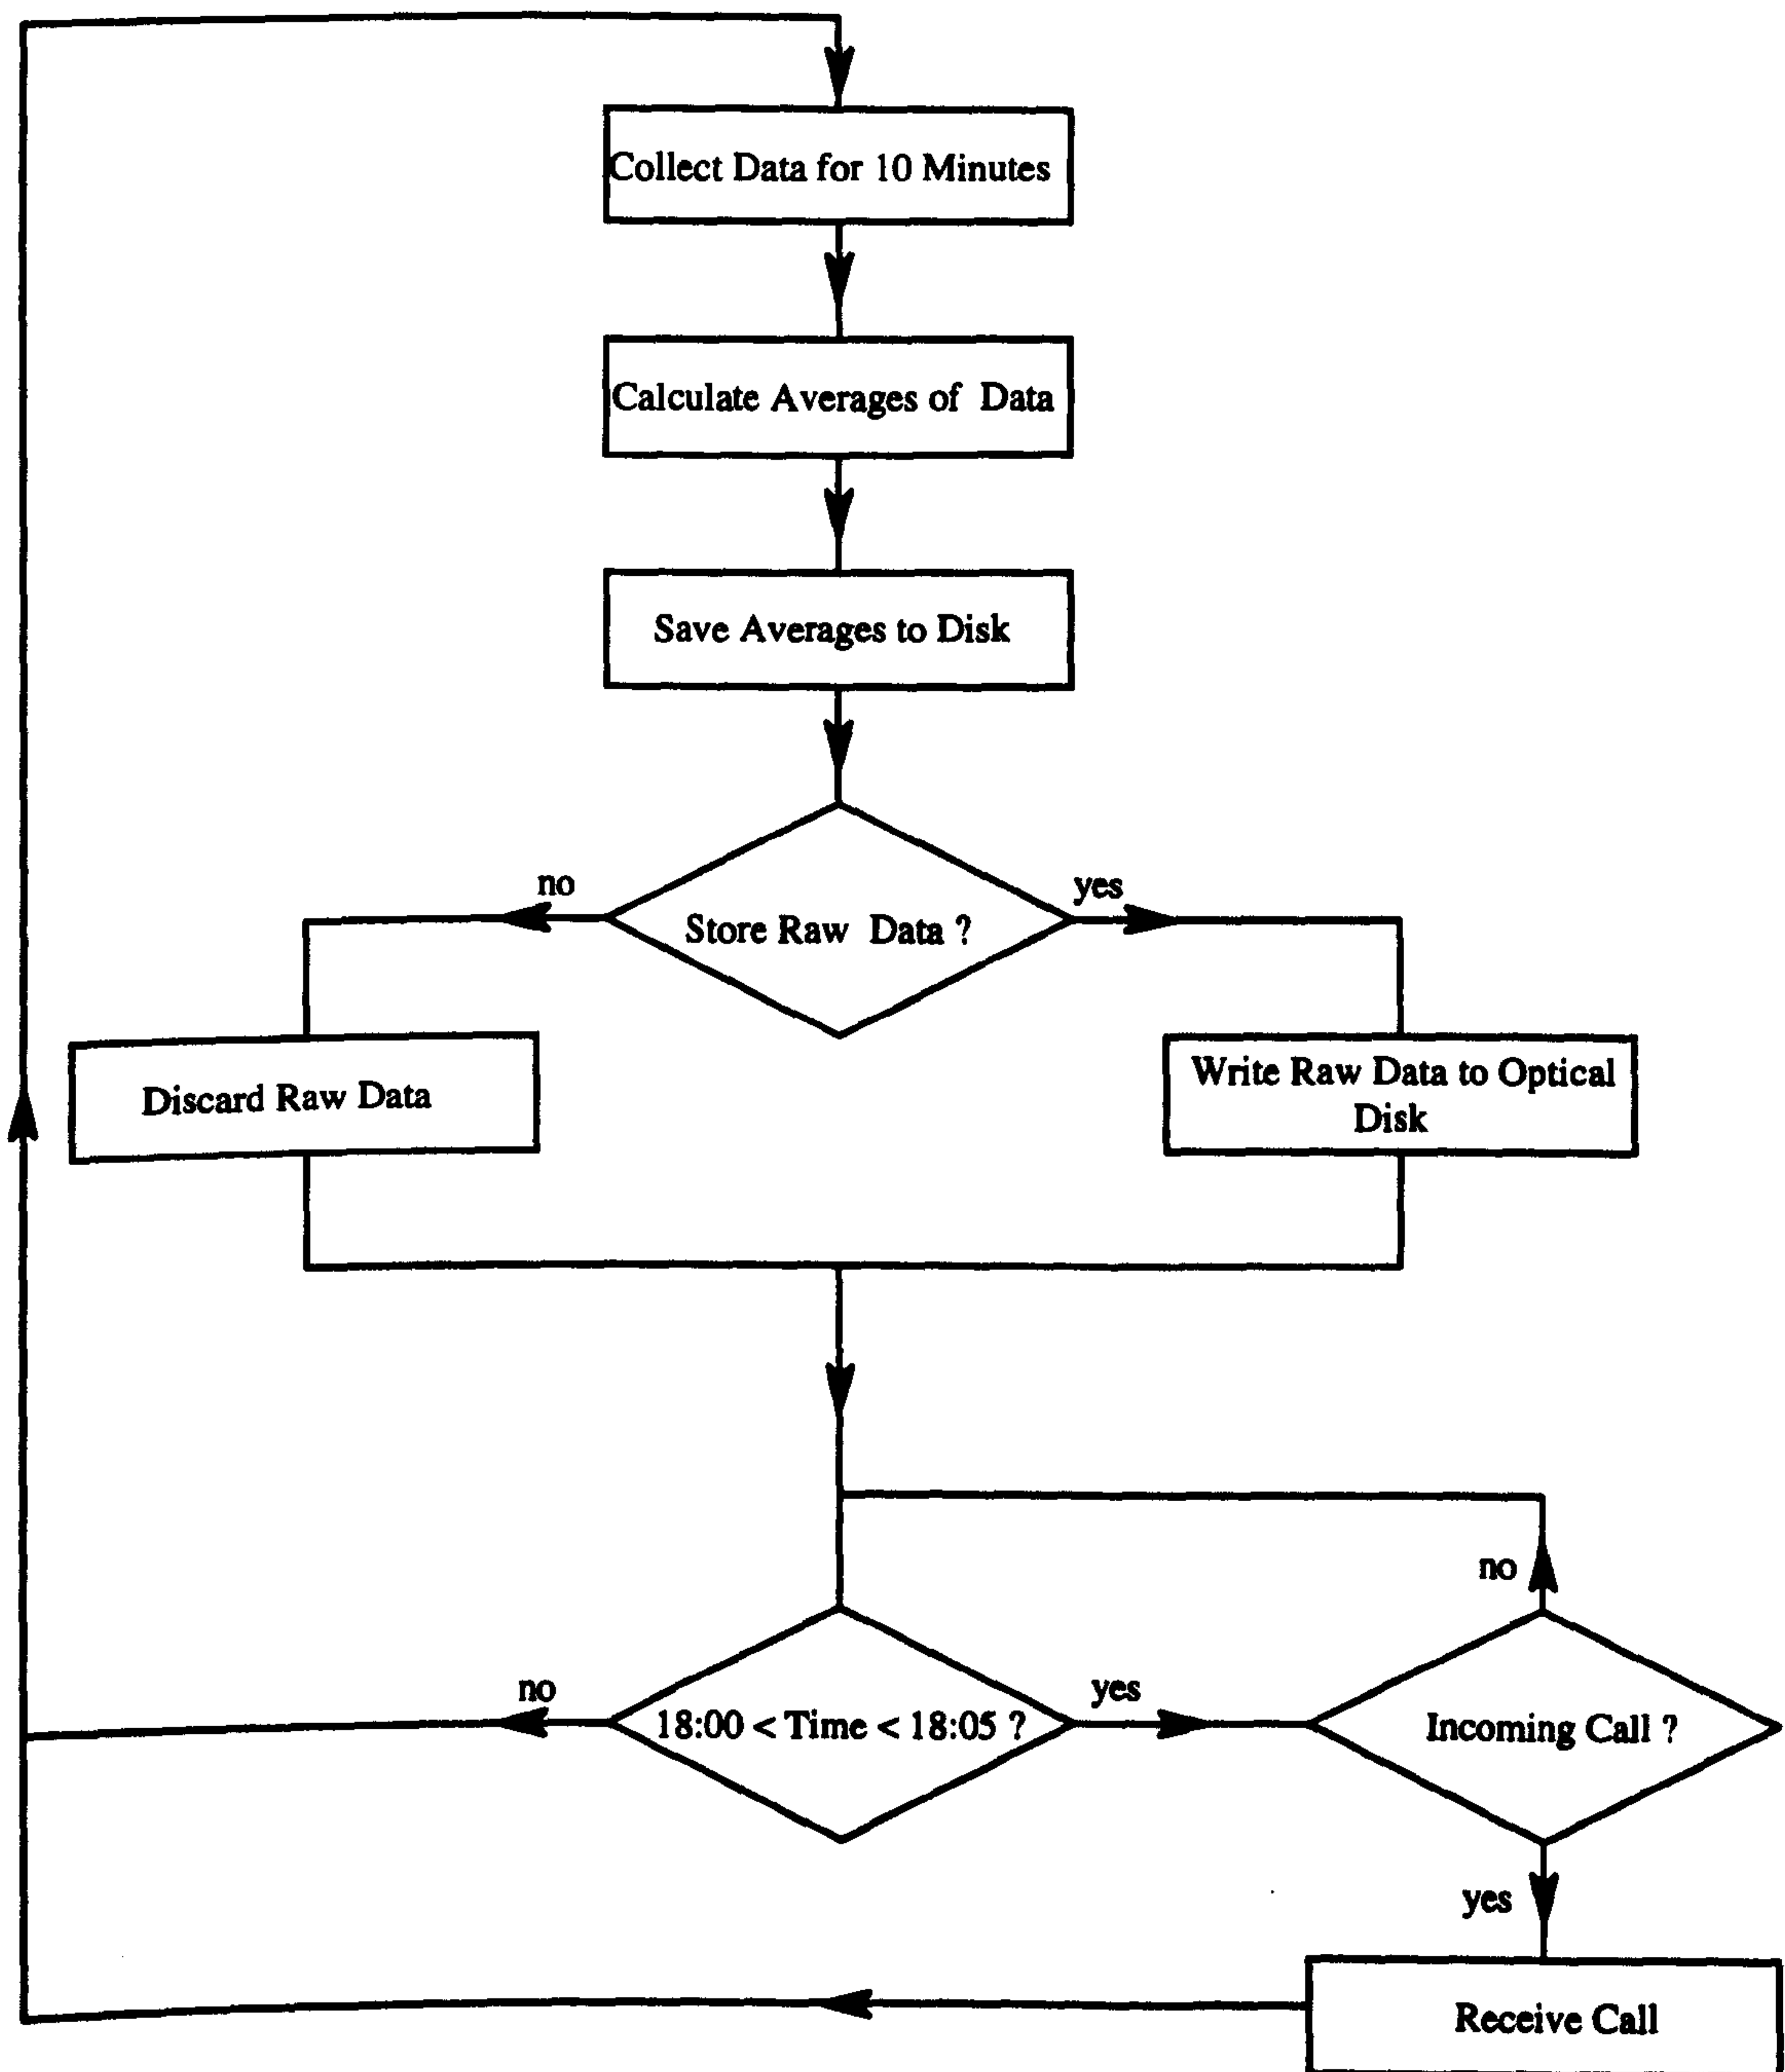 Collect Data for 10 Minutes
Calculate Averages of Data
Save Averages to Disk
no
yes
Store Raw Data ?
Discard Raw Data
Write Raw Data to Optical
Disk
no
no
yes
18:00 < Time < 18:05 ?
Incoming Call ?
yes
Receive Call